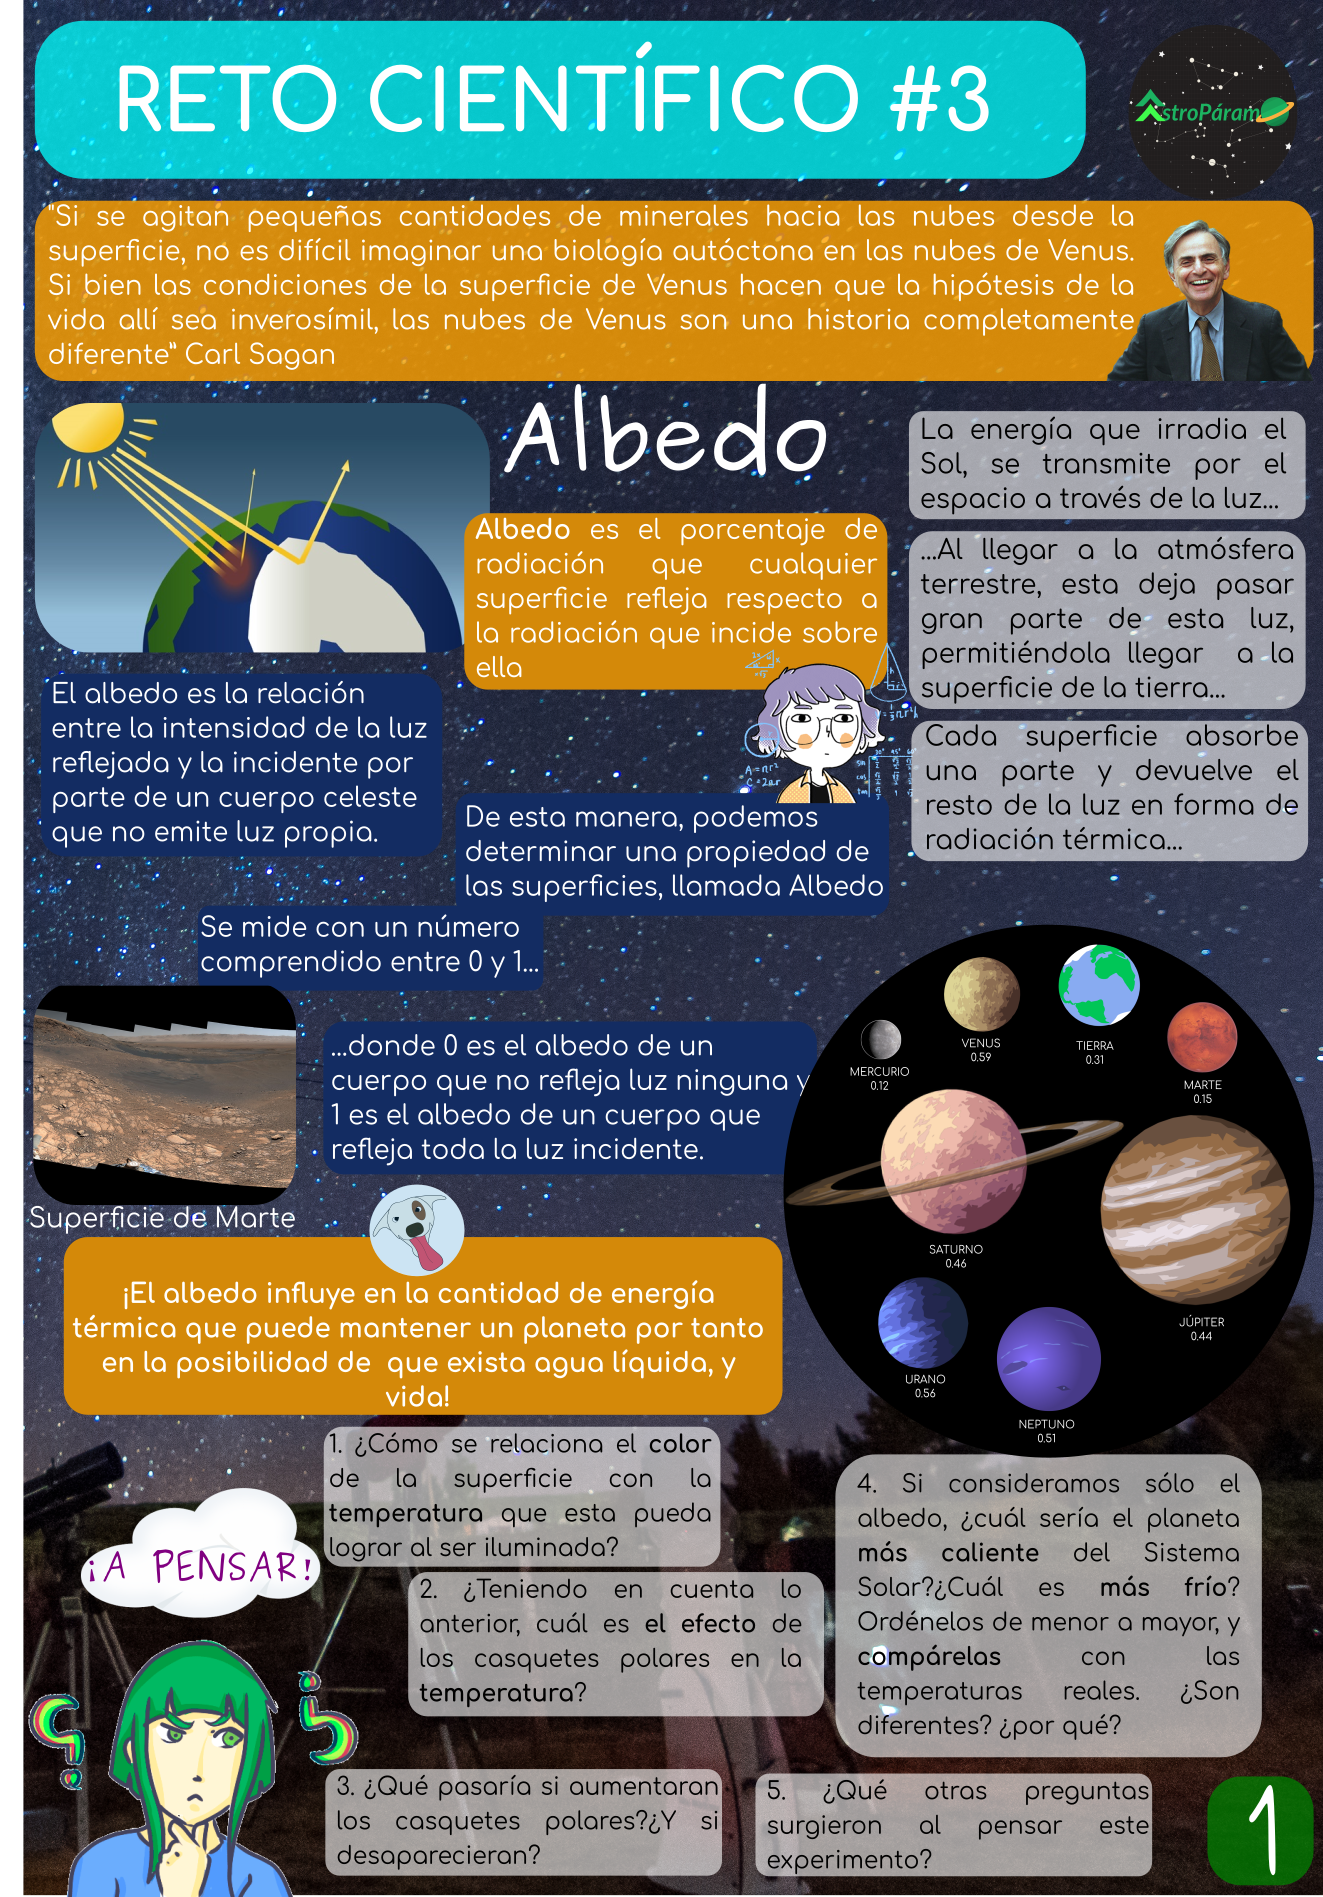 RETO CIENTÍFICO #3
AstroPáramo
"Si se agitan pequeñas cantidades de minerales hacia las nubes desde la
superficie, no es difícil imaginar una biología autóctona en las nubes de Venus.
Si bien las condiciones de la superficie de Venus hacen que la hipótesis de la
vida allí sea inverosímil, las nubes de Venus son una historia completamente
diferente” Carl Sagan
Albedo
Albedo es el porcentaje de
radiación que cualquier
superficie refleja respecto a
la radiación que incide sobre
ella
La energía que irradia el
Sol, se transmite por el
espacio a través de la luz...
...Al llegar a la atmósfera
terrestre, esta deja pasar
gran parte de esta luz,
permitiéndola llegar a la
superficie de la tierra...
Cada superficie absorbe
una parte y devuelve el
resto de la luz en forma de
radiación térmica...
El albedo es la relación
entre la intensidad de la luz
reflejada y la incidente por
parte de un cuerpo celeste
que no emite luz propia.
De esta manera, podemos
determinar una propiedad de
las superficies, llamada Albedo
Se mide con un número
comprendido entre 0 y 1...
...donde 0 es el albedo de un
cuerpo que no refleja luz ninguna y
1 es el albedo de un cuerpo que
refleja toda la luz incidente.
Superficie de Marte
MERCURIO
0.12
VENUS
0.59
TIERRA
0.31
MARTE
0.15
SATURNO
0.46
JÚPITER
0.44
URANO
0.56
NEPTUNO
0.51
¡El albedo influye en la cantidad de energía
térmica que puede mantener un planeta por tanto
en la posibilidad de que exista agua líquida, y
vida!
¡A PENSAR!
1. ¿Cómo se relaciona el color
de la superficie con la
temperatura que esta pueda
lograr al ser iluminada?
2. ¿Teniendo en cuenta lo
anterior, cuál es el efecto de
los casquetes polares en la
temperatura?
3. ¿Qué pasaría si aumentaran
los casquetes polares?¿Y si
desaparecieran?
4. Si consideramos sólo el
albedo, ¿cuál sería el planeta
más caliente del Sistema
Solar?¿Cuál es más frío?
Ordénelos de menor a mayor, y
compárelas con las
temperaturas reales. ¿Son
diferentes? ¿por qué?
5. ¿Qué otras preguntas
surgieron al pensar este
experimento?
1